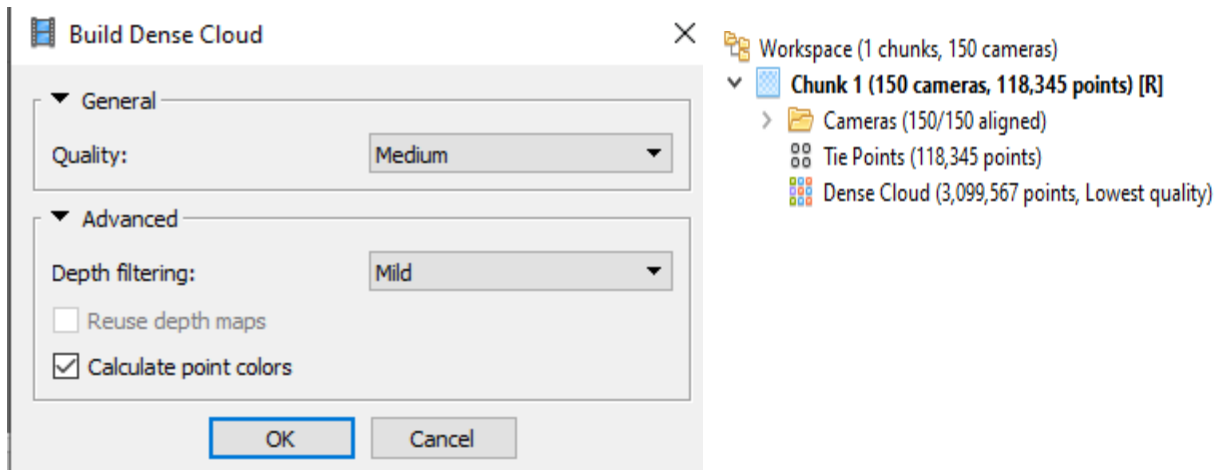 Build Dense Cloud
General
Quality: Medium
Advanced
Depth filtering: Mild
Reuse depth maps
Calculate point colors
OK Cancel
Workspace (1 chunks, 150 cameras)
Chunk 1 (150 cameras, 118,345 points) [R]
Cameras (150/150 aligned)
Tie Points (118,345 points)
Dense Cloud (3,099,567 points, Lowest quality)